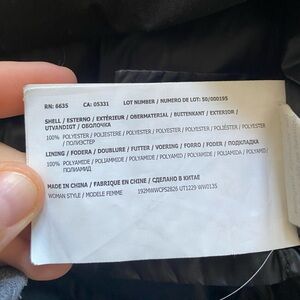 RN: 6635 CA: 05331 LOT NUMBER / NUMERO DE LOT: 50/000195
SHELL / ESTERNO / EXTÉRIEUR / OBERMATERIAL / BUITENKANT / EXTERIOR /
UTVANDIGT / ОБОЛОЧКА
100% POLYESTER / POLIESTERE / POLYESTER / POLYESTER / POLYESTER / POLIÉSTER / POLYESTER
/ ПОЛИЭСТЕР
LINING / FODERA / DOUBLURE / FUTTER / VOERING / FORRO / FODER / ПОДКЛАДКА
100% POLYAMIDE / POLIAMMIDE / POLYAMIDE / POLYAMID / POLYAMIDE / POLIAMIDA / POLYAMID /
ПОЛИАМИД
MADE IN CHINA / FABRIQUE EN CHINE / СДЕЛАНО В КИТАЕ
WOMAN STYLE / MODELE FEMME 192MWWCPS2826 UT1229 WW0135